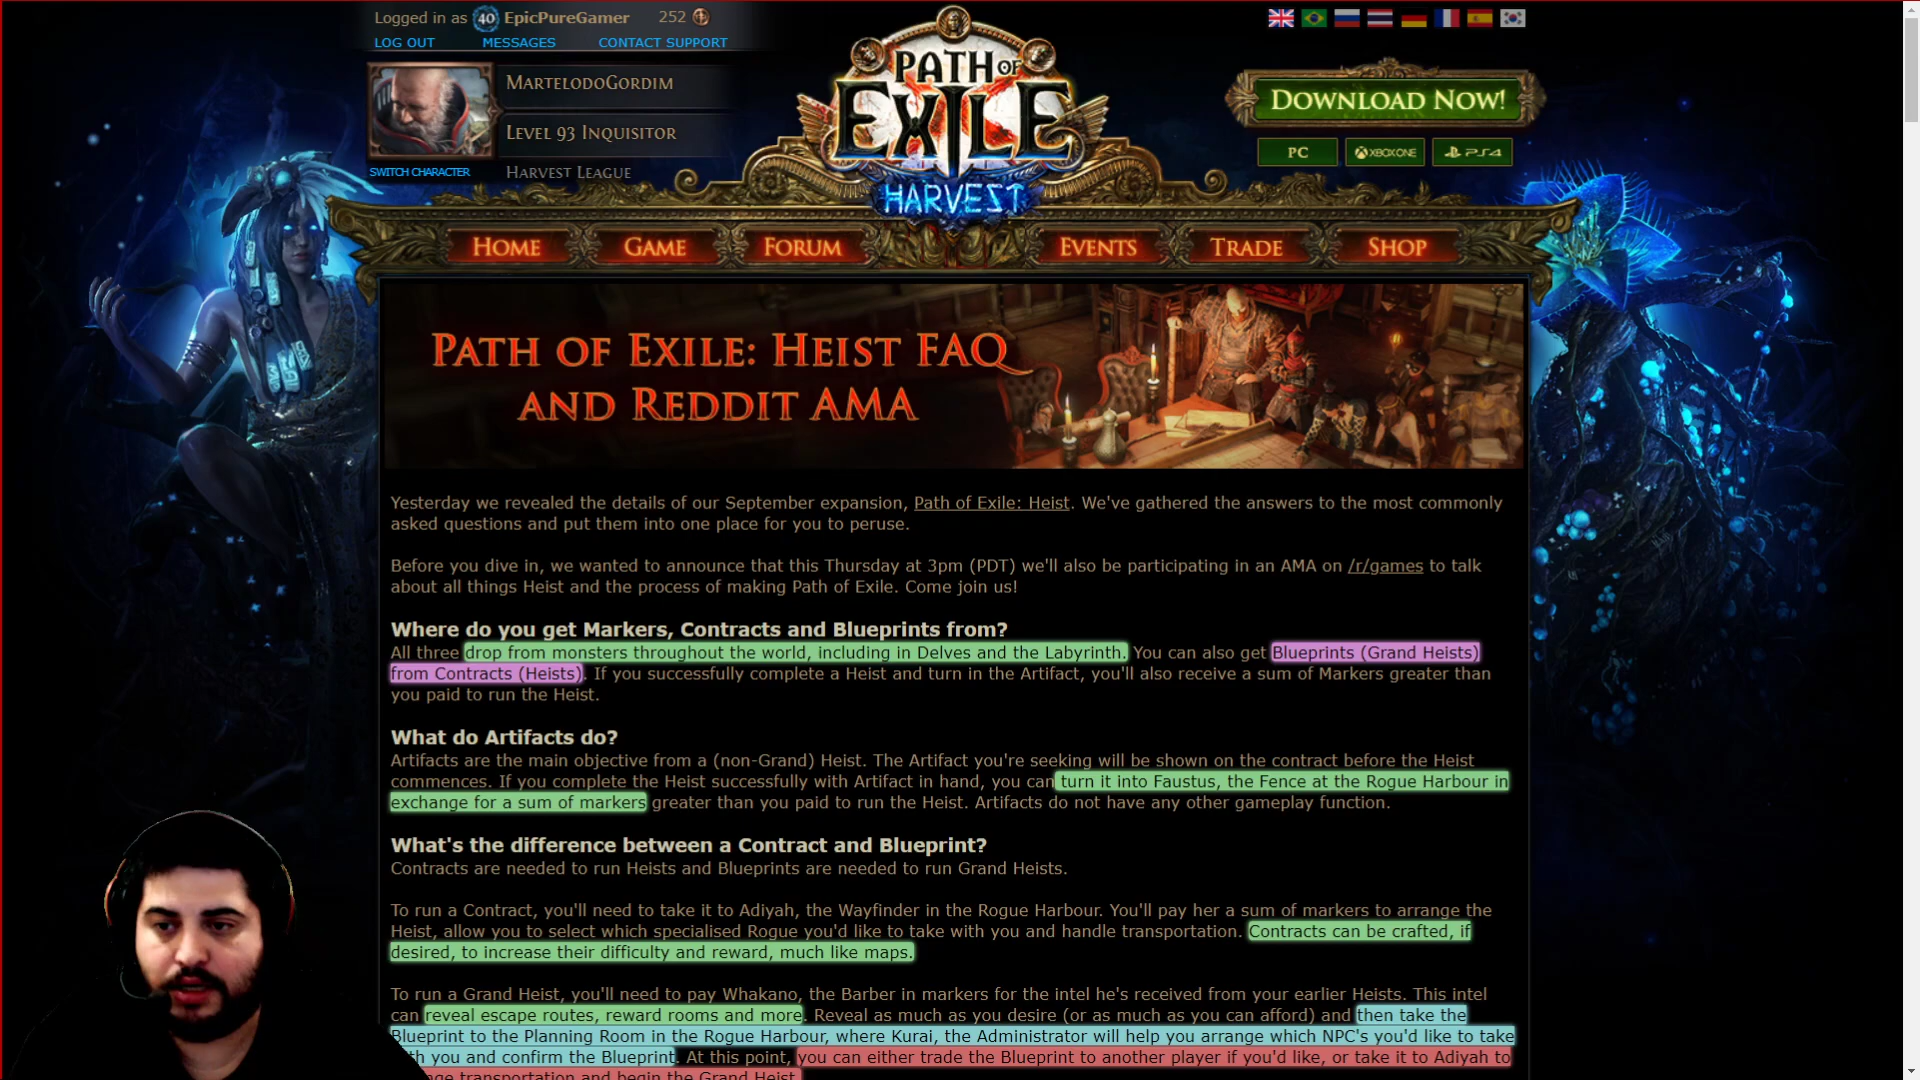 Logged in as 40 EpicPureGamer 252
LOG OUT MESSAGES CONTACT SUPPORT
MartelodoGordim
Level 93 Inquisitor
SWITCH CHARACTER Harvest League
PATH OF EXILE
HARVEST
Download Now!
PC XBOX ONE PS4
Home Game Forum Events Trade Shop
Path of Exile: Heist FAQ
and Reddit AMA
Yesterday we revealed the details of our September expansion, Path of Exile: Heist. We've gathered the answers to the most commonly
asked questions and put them into one place for you to peruse.
Before you dive in, we wanted to announce that this Thursday at 3pm (PDT) we'll also be participating in an AMA on /r/games to talk
about all things Heist and the process of making Path of Exile. Come join us!
Where do you get Markers, Contracts and Blueprints from?
All three drop from monsters throughout the world, including in Delves and the Labyrinth. You can also get Blueprints (Grand Heists)
from Contracts (Heists). If you successfully complete a Heist and turn in the Artifact, you'll also receive a sum of Markers greater than
you paid to run the Heist.
What do Artifacts do?
Artifacts are the main objective from a (non-Grand) Heist. The Artifact you're seeking will be shown on the contract before the Heist
commences. If you complete the Heist successfully with Artifact in hand, you can turn it into Faustus, the Fence at the Rogue Harbour in
exchange for a sum of markers greater than you paid to run the Heist. Artifacts do not have any other gameplay function.
What's the difference between a Contract and Blueprint?
Contracts are needed to run Heists and Blueprints are needed to run Grand Heists.
To run a Contract, you'll need to take it to Adiyah, the Wayfinder in the Rogue Harbour. You'll pay her a sum of markers to arrange the
Heist, allow you to select which specialised Rogue you'd like to take with you and handle transportation. Contracts can be crafted, if
desired, to increase their difficulty and reward, much like maps.
To run a Grand Heist, you'll need to pay Whakano, the Barber in markers for the intel he's received from your earlier Heists. This intel
can reveal escape routes, reward rooms and more. Reveal as much as you desire (or as much as you can afford) and then take the
Blueprint to the Planning Room in the Rogue Harbour, where Kurai, the Administrator will help you arrange which NPC's you'd like to take
you and confirm the Blueprint. At this point, you can either trade the Blueprint to another player if you'd like, or take it to Adiyah to
transportation and begin the Grand Heist.